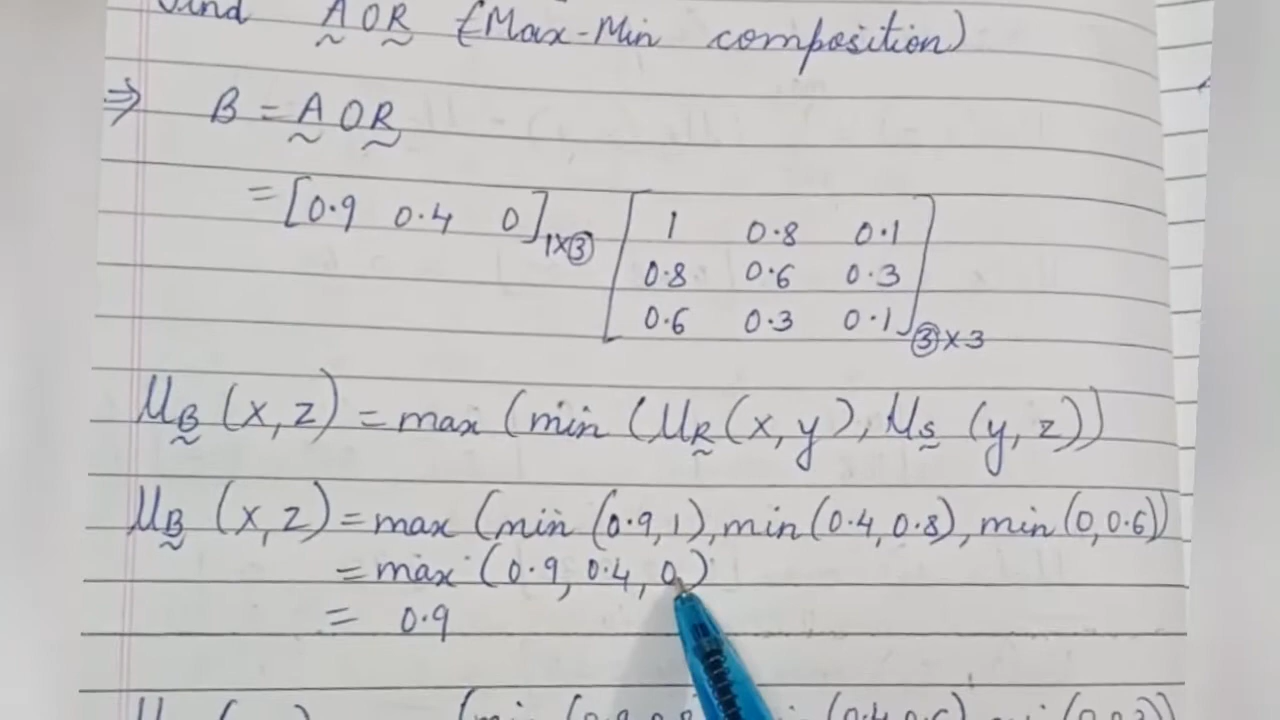 Find A O R (Max-Min composition)
~ ~
⇒ B = A O R
~ ~
= [0.9 0.4 0]1×③ [1 0.8 0.1
0.8 0.6 0.3
0.6 0.3 0.1]③×3
μB (x, z) = max (min (μR (x, y), μS (y, z))
~ ~ ~
μB (x, z) = max (min (0.9, 1), min (0.4, 0.8), min (0, 0.6))
~
= max (0.9, 0.4, 0)
= 0.9